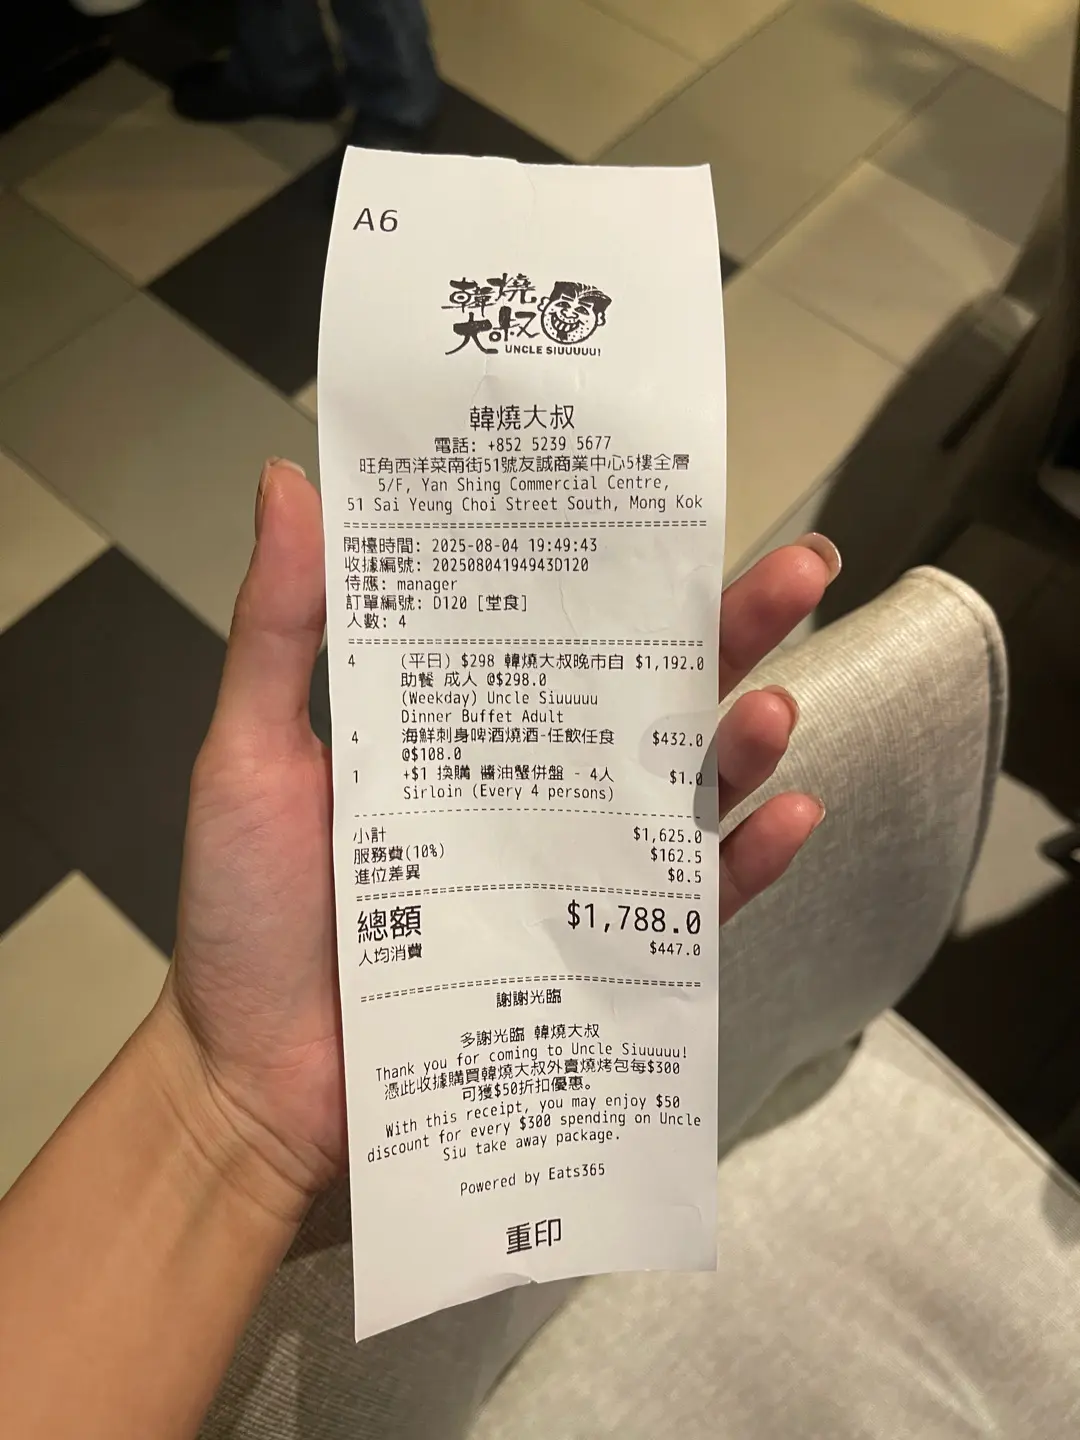 A6
韓燒
大叔
UNCLE SIUUUUU!
韓燒大叔
電話: +852 5239 5677
旺角西洋菜南街51號友誠商業中心5樓全層
5/F, Yan Shing Commercial Centre,
51 Sai Yeung Choi Street South, Mong Kok
開檯時間: 2025-08-04 19:49:43
收據編號: 20250804194943D120
侍應: manager
訂單編號: D120 [堂食]
人數: 4
4 (平日) $298 韓燒大叔晚市自 $1,192.0
助餐 成人 @$298.0
(Weekday) Uncle Siuuuuu
Dinner Buffet Adult
4 海鮮刺身啤酒燒酒-任飲任食 $432.0
@$108.0
1 +$1 換購 醬油蟹併盤 - 4人 $1.0
Sirloin (Every 4 persons)
小計 $1,625.0
服務費(10%) $162.5
進位差異 $0.5
總額 $1,788.0
人均消費 $447.0
謝謝光臨
多謝光臨 韓燒大叔
Thank you for coming to Uncle Siuuuuu!
憑此收據購買韓燒大叔外賣燒烤包每$300
可獲$50折扣優惠。
With this receipt, you may enjoy $50
discount for every $300 spending on Uncle
Siu take away package.
Powered by Eats365
重印